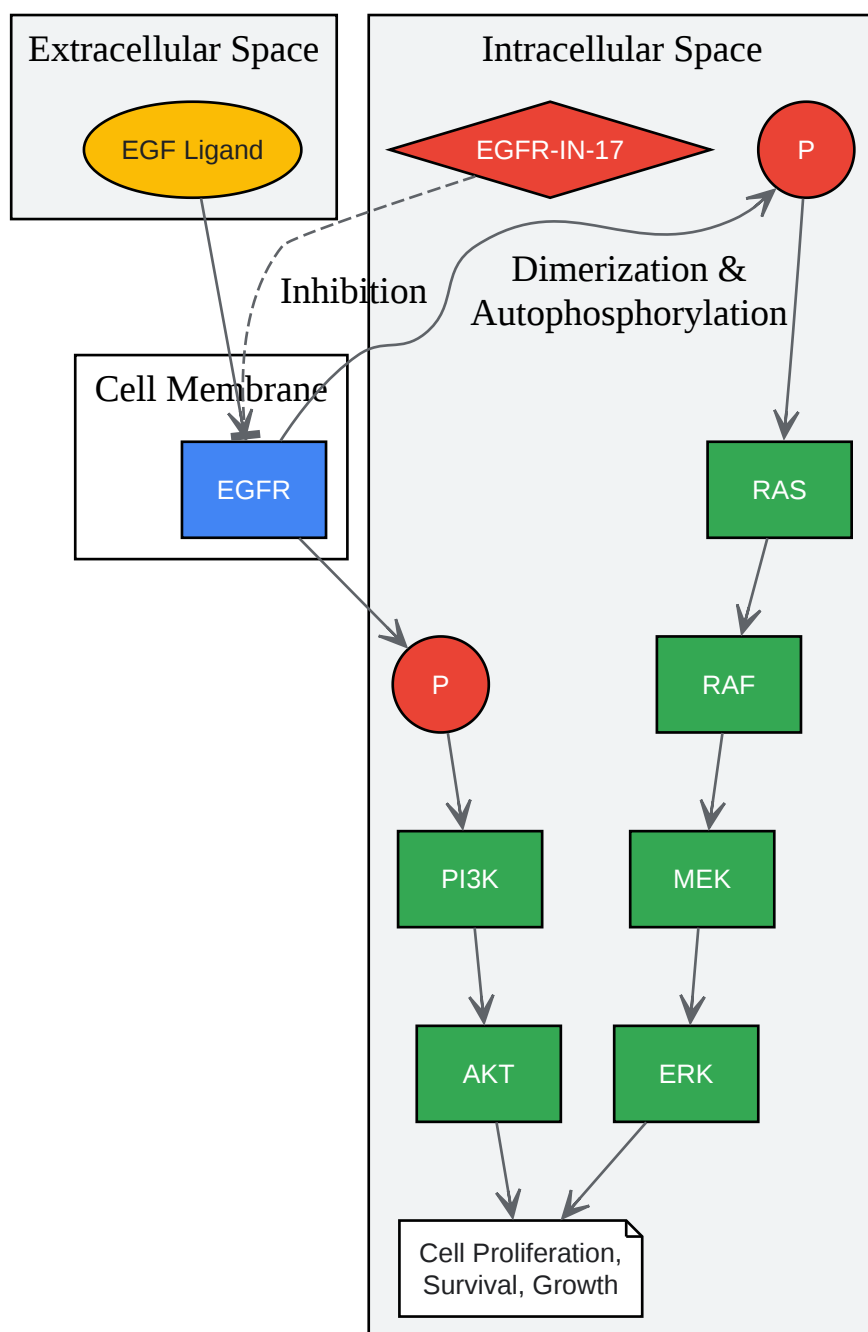 Extracellular Space
Intracellular Space
EGF Ligand
EGFR-IN-17
P
Inhibition
Dimerization &
Autophosphorylation
Cell Membrane
EGFR
RAS
P
RAF
PI3K
MEK
AKT
ERK
Cell Proliferation,
Survival, Growth